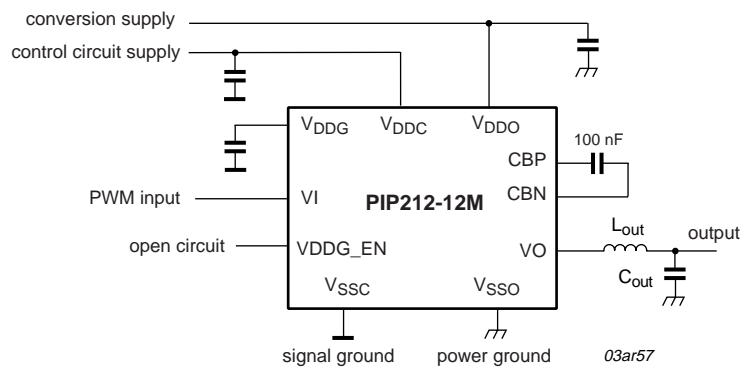 conversion supply
control circuit supply
VDDG VDDC VDDO
100 nF
CBP
PWM input VI PIP212-12M CBN
Lout output
open circuit VDDG_EN VO
Cout
VSSC VSSO
signal ground power ground 03ar57